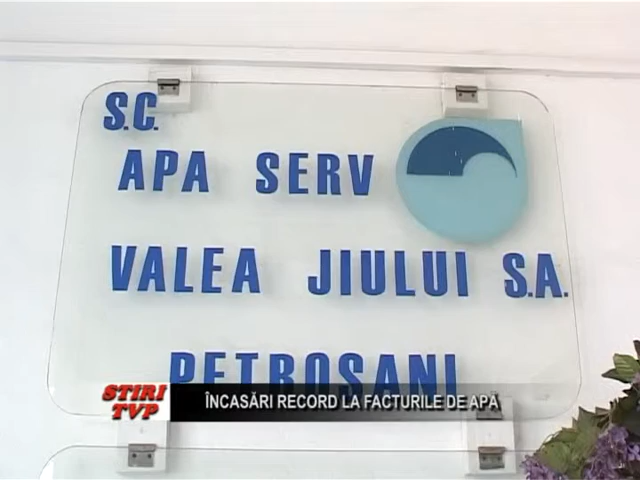 S.C.
APA SERV
VALEA JIULUI S.A.
PETROSANI
STIRI
TVP
ÎNCASĂRI RECORD LA FACTURILE DE APĂ